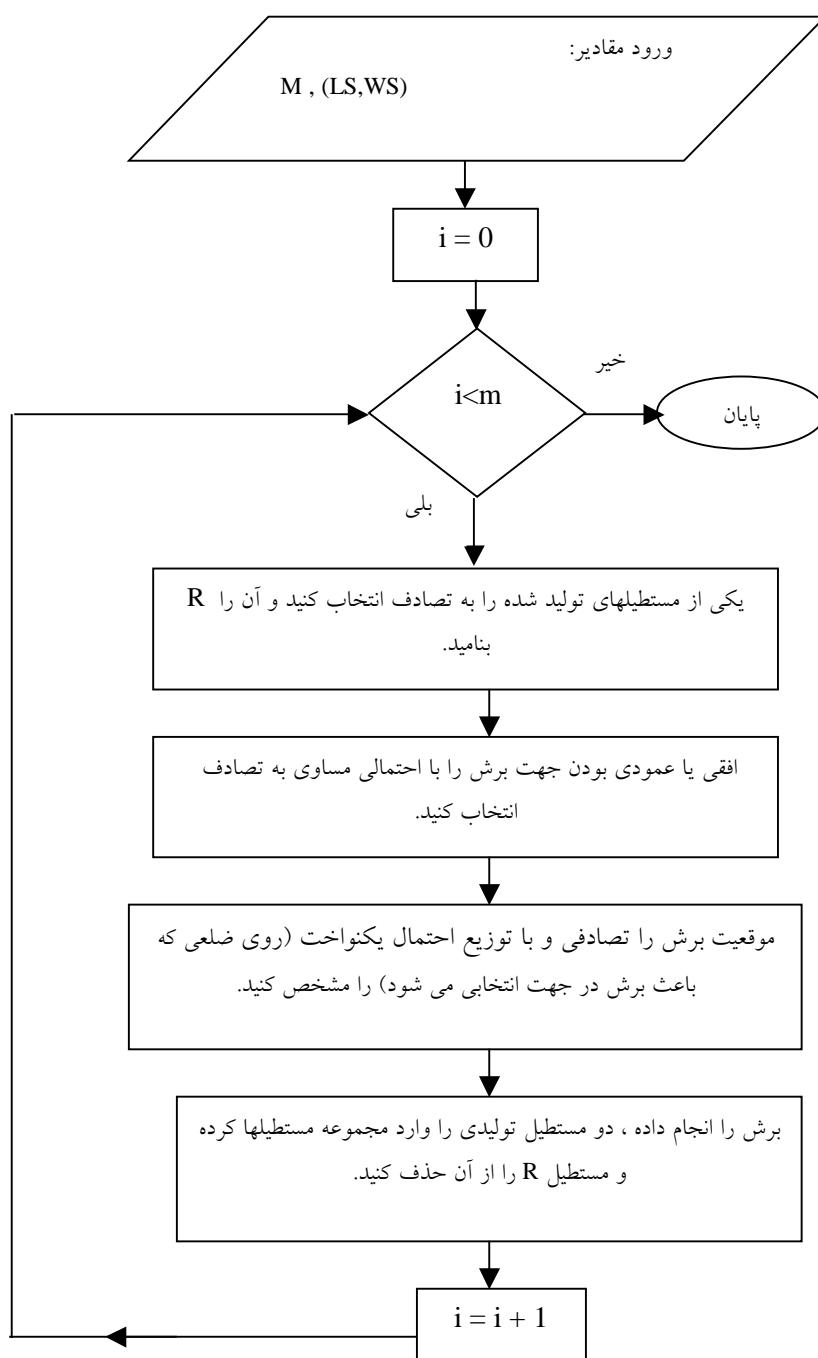 ورود مقادیر:
M , (LS,WS)
i = 0
i<m
خیر
پایان
بلی
یکی از مستطیلهای تولید شده را به تصادف انتخاب کنید و آن را R
بنامید.
افقی یا عمودی بودن جهت برش را با احتمالی مساوی به تصادف
انتخاب کنید.
موقعیت برش را تصادفی و با توزیع احتمال یکنواخت (روی ضلعی که
باعث برش در جهت انتخابی می شود) را مشخص کنید.
برش را انجام داده ، دو مستطیل تولیدی را وارد مجموعه مستطیلها کرده
و مستطیل R را از آن حذف کنید.
i = i + 1